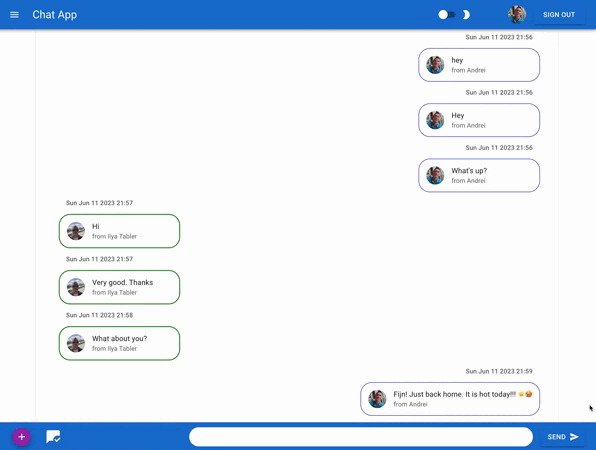 Chat App
SIGN OUT
Sun Jun 11 2023 21:56
hey
from Andrei
Sun Jun 11 2023 21:56
Hey
from Andrei
Sun Jun 11 2023 21:56
What's up?
from Andrei
Sun Jun 11 2023 21:57
Hi
from Ilya Tabler
Sun Jun 11 2023 21:57
Very good. Thanks
from Ilya Tabler
Sun Jun 11 2023 21:58
What about you?
from Ilya Tabler
Sun Jun 11 2023 21:59
Fijn! Just back home. It is hot today!!! ☀️🥵
from Andrei
SEND